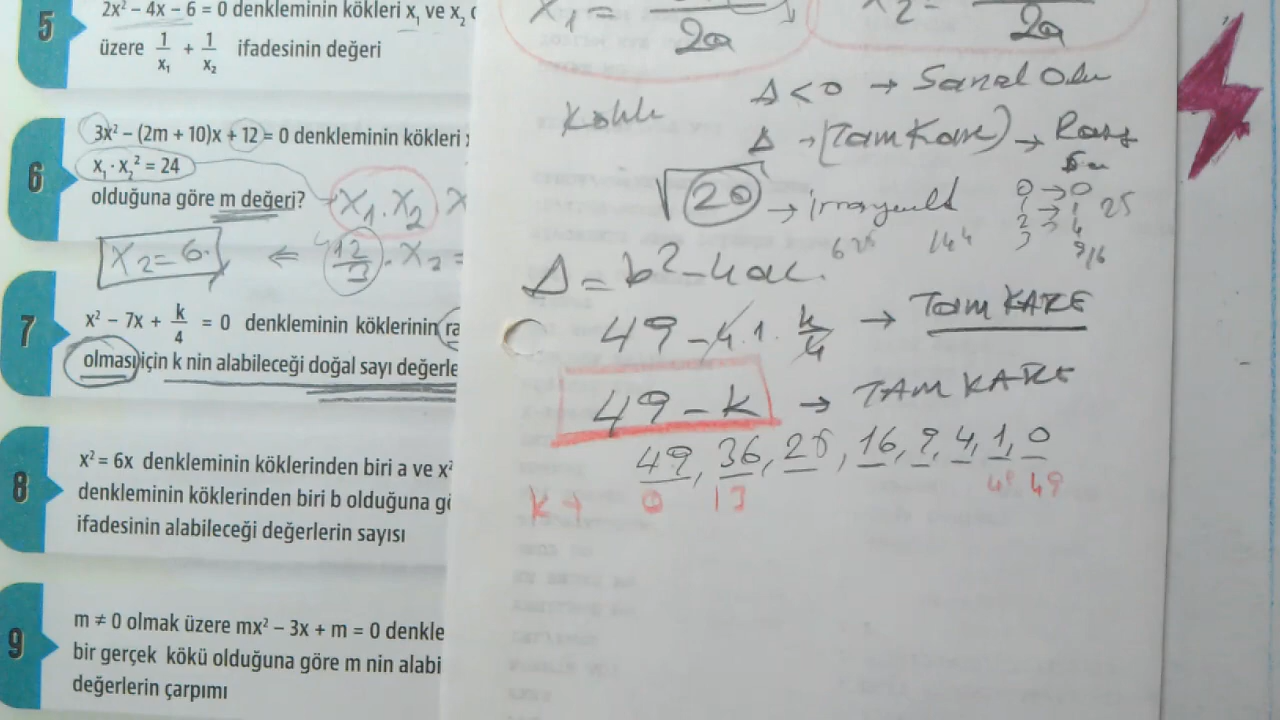 5
2x² – 4x – 6 = 0 denkleminin kökleri x₁ ve x₂
üzere 1/x₁ + 1/x₂ ifadesinin değeri
6
3x² – (2m + 10)x + 12 = 0 denkleminin kökleri
x₁ · x₂² = 24
olduğuna göre m değeri?
x₁ . x₂
x₂ = 6 ⇐ 12/3 . x₂ =
7
x² – 7x + k/4 = 0 denkleminin köklerinin ra
olması için k nin alabileceği doğal sayı değerle
8
x² = 6x denkleminin köklerinden biri a ve x²
denkleminin köklerinden biri b olduğuna gö
ifadesinin alabileceği değerlerin sayısı
9
m ≠ 0 olmak üzere mx² – 3x + m = 0 denkle
bir gerçek kökü olduğuna göre m nin alabi
değerlerin çarpımı
x₁ =
2a
x₂ =
2a
Δ < 0 →
Δ → (Tam Kare) →
√20 →
0 → 0
1 → 1
2 → 4
3
9
16
25
625
144
Δ = b² – 4ac.
49 – 4.1. k/4 → Tam KARE
49 – k → TAM KARE
49, 36, 25, 16, 9, 4, 1, 0
k → 0 13 48 49